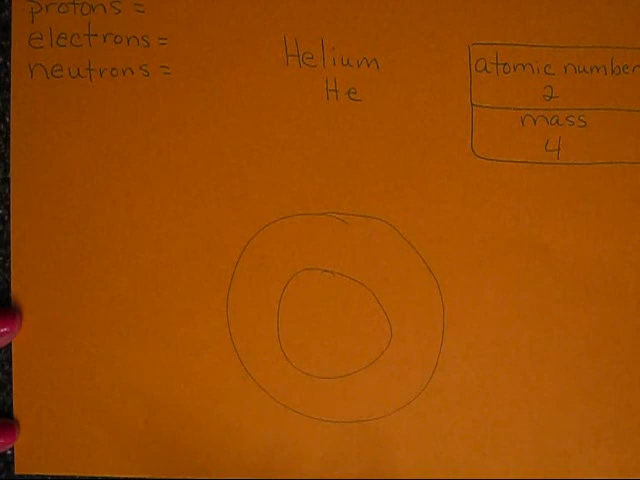 protons =
electrons =
neutrons =
Helium
He
atomic number
2
mass
4